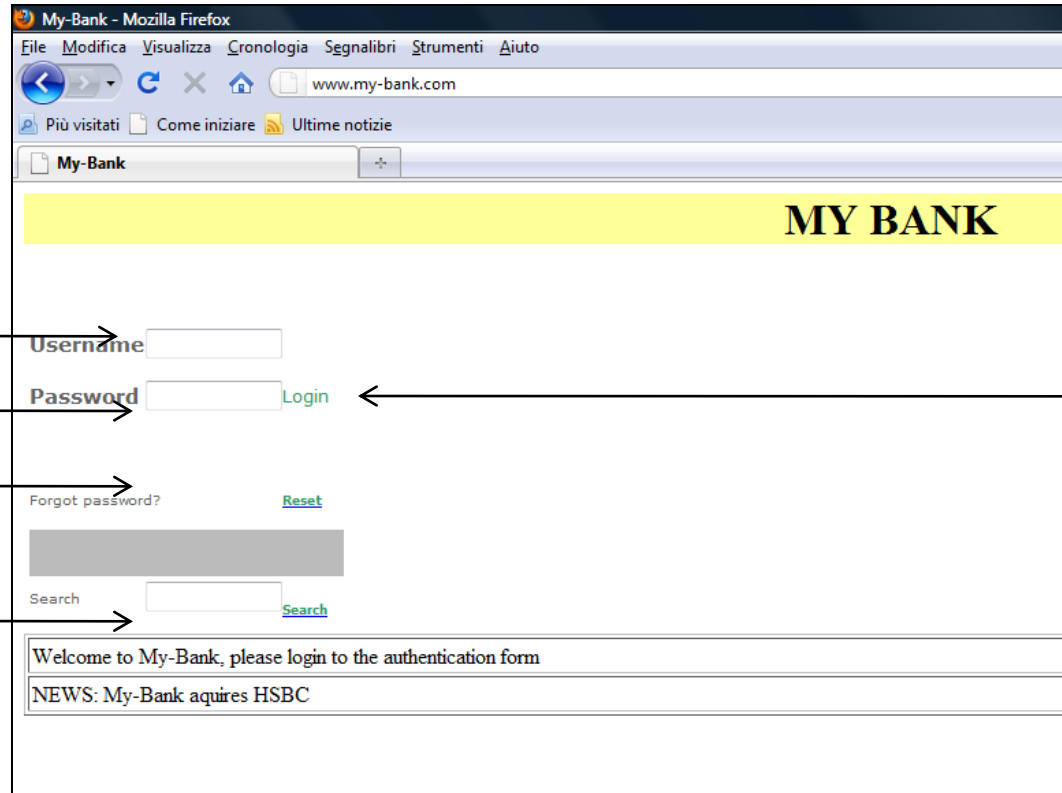 My-Bank - Mozilla Firefox
File Modifica Visualizza Cronologia Segnalibri Strumenti Aiuto
www.my-bank.com
Più visitati Come iniziare Ultime notizie
My-Bank
MY BANK
Username
Password Login
Forgot password? Reset
Search Search
Welcome to My-Bank, please login to the authentication form
NEWS: My-Bank aquires HSBC